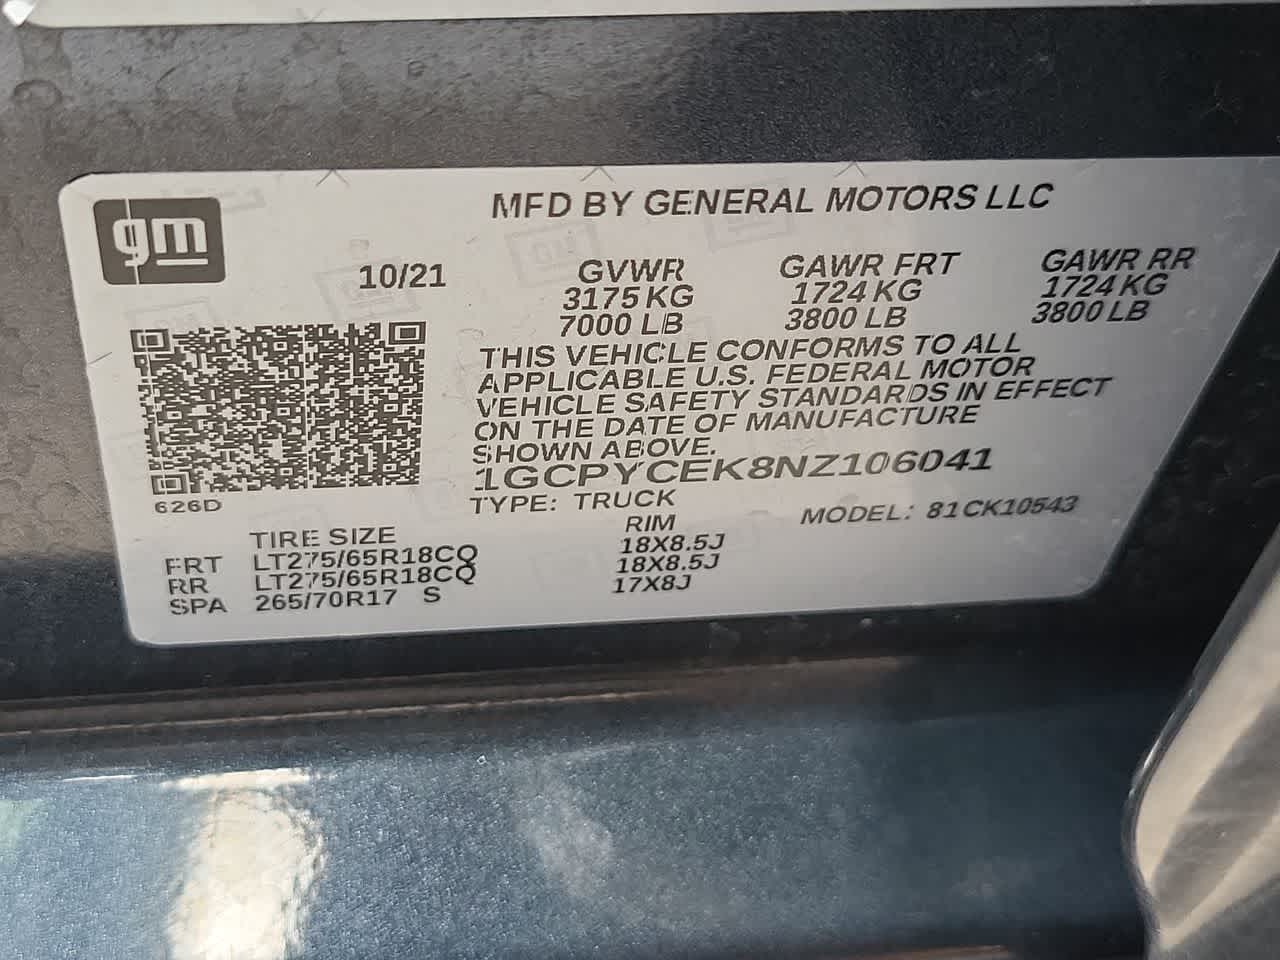 gm
MFD BY GENERAL MOTORS LLC
10/21
GVWR GAWR FRT GAWR RR
3175 KG 1724 KG 1724 KG
7000 LB 3800 LB 3800 LB
THIS VEHICLE CONFORMS TO ALL
APPLICABLE U.S. FEDERAL MOTOR
VEHICLE SAFETY STANDARDS IN EFFECT
ON THE DATE OF MANUFACTURE
SHOWN ABOVE.
1GCPYCEK8NZ106041
626D
TYPE: TRUCK MODEL: 81CK10543
TIRE SIZE RIM
FRT LT275/65R18CQ 18X8.5J
RR LT275/65R18CQ 18X8.5J
SPA 265/70R17 S 17X8J